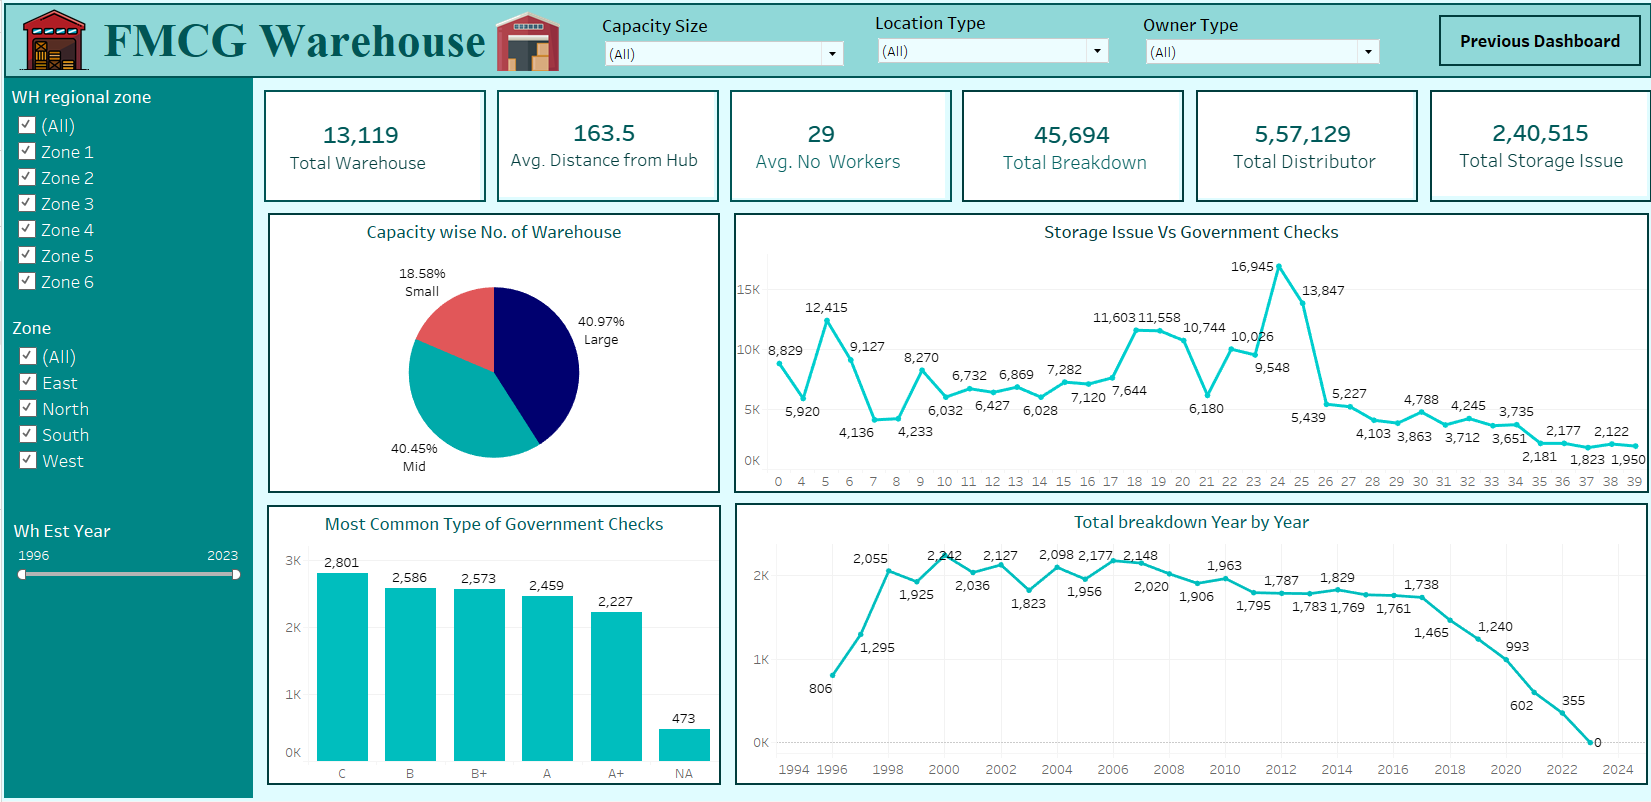 FMCG Warehouse
Capacity Size
(All)
Location Type
(All)
Owner Type
(All)
Previous Dashboard
WH regional zone
(All)
Zone 1
Zone 2
Zone 3
Zone 4
Zone 5
Zone 6
Zone
(All)
East
North
South
West
Wh Est Year
1996 2023
13,119
Total Warehouse
163.5
Avg. Distance from Hub
29
Avg. No Workers
45,694
Total Breakdown
5,57,129
Total Distributor
2,40,515
Total Storage Issue
Capacity wise No. of Warehouse
18.58%
Small
40.97%
Large
40.45%
Mid
Storage Issue Vs Government Checks
15K
10K
5K
0K
8,829
5,920
12,415
9,127
4,136
4,233
8,270
6,032
6,732
6,427
6,869
6,028
7,282
7,120
7,644
11,603
11,558
10,744
6,180
10,026
9,548
16,945
13,847
5,439
5,227
4,103
3,863
4,788
3,712
4,245
3,651
3,735
2,181
2,177
1,823
2,122
1,950
0 4 5 6 7 8 9 10 11 12 13 14 15 16 17 18 19 20 21 22 23 24 25 26 27 28 29 30 31 32 33 34 35 36 37 38 39
Most Common Type of Government Checks
3K
2K
1K
0K
2,801
2,586
2,573
2,459
2,227
473
C B B+ A A+ NA
Total breakdown Year by Year
2K
1K
0K
806
1,295
2,055
1,925
2,242
2,036
2,127
1,823
2,098
1,956
2,177
2,148
2,020
1,906
1,963
1,795
1,787
1,783
1,829
1,769
1,761
1,738
1,465
1,240
993
602
355
0
1994 1996 1998 2000 2002 2004 2006 2008 2010 2012 2014 2016 2018 2020 2022 2024